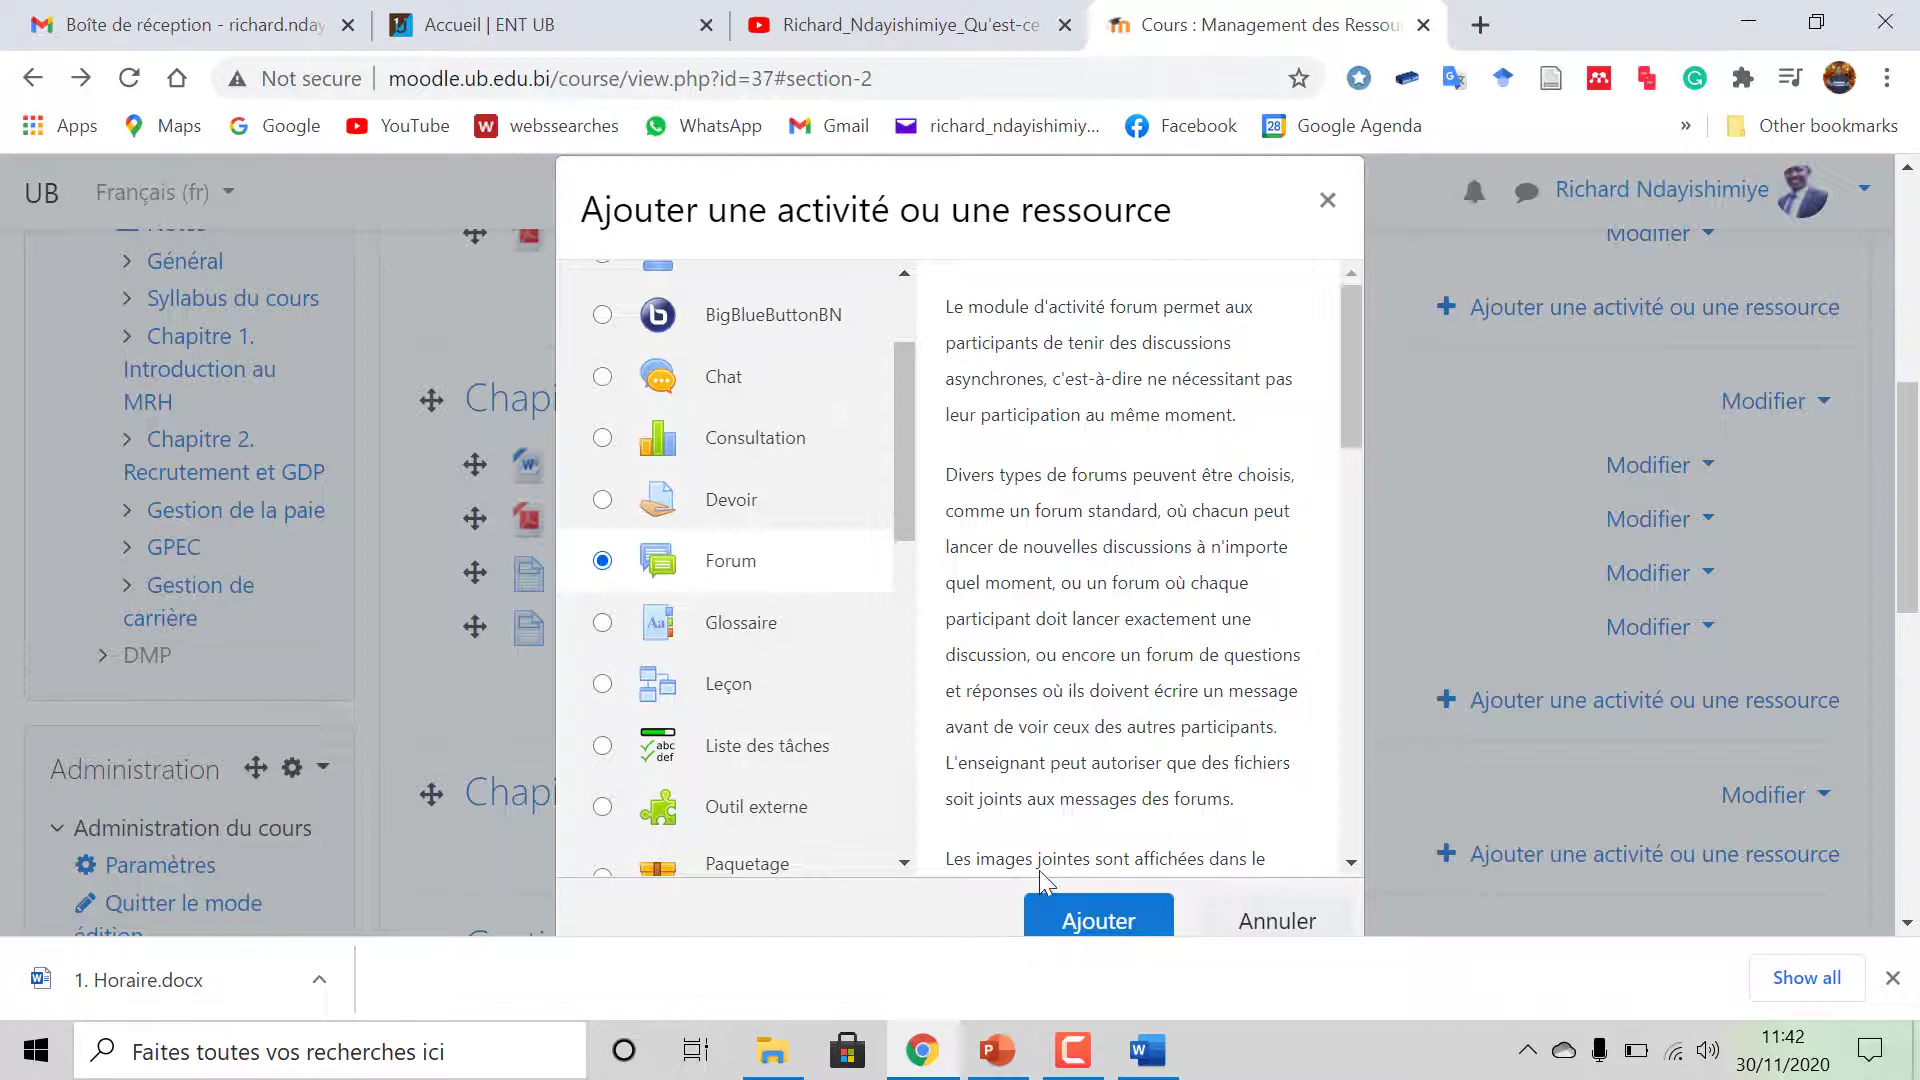 Boîte de réception - richard.nday
Accueil | ENT UB
Richard_Ndayishimiye_Qu'est-ce
Cours : Management des Ressou
Not secure
moodle.ub.edu.bi/course/view.php?id=37#section-2
Apps
Maps
Google
YouTube
webssearches
WhatsApp
Gmail
richard_ndayishimiy...
Facebook
Google Agenda
»
Other bookmarks
UB
Français (fr)
Richard Ndayishimiye
Ajouter une activité ou une ressource
Général
Syllabus du cours
Chapitre 1.
Introduction au
MRH
Chapitre 2.
Recrutement et GDP
Gestion de la paie
GPEC
Gestion de
carrière
DMP
Administration
Administration du cours
Paramètres
Quitter le mode
édition
Chapi
Chapi
BigBlueButtonBN
Chat
Consultation
Devoir
Forum
Glossaire
Leçon
Liste des tâches
Outil externe
Paquetage
Le module d'activité forum permet aux
participants de tenir des discussions
asynchrones, c'est-à-dire ne nécessitant pas
leur participation au même moment.
Divers types de forums peuvent être choisis,
comme un forum standard, où chacun peut
lancer de nouvelles discussions à n'importe
quel moment, ou un forum où chaque
participant doit lancer exactement une
discussion, ou encore un forum de questions
et réponses où ils doivent écrire un message
avant de voir ceux des autres participants.
L'enseignant peut autoriser que des fichiers
soit joints aux messages des forums.
Les images jointes sont affichées dans le
Ajouter
Annuler
Modifier
Ajouter une activité ou une ressource
Modifier
Modifier
Modifier
Modifier
Modifier
Ajouter une activité ou une ressource
Modifier
Ajouter une activité ou une ressource
1. Horaire.docx
Show all
Faites toutes vos recherches ici
11:42
30/11/2020